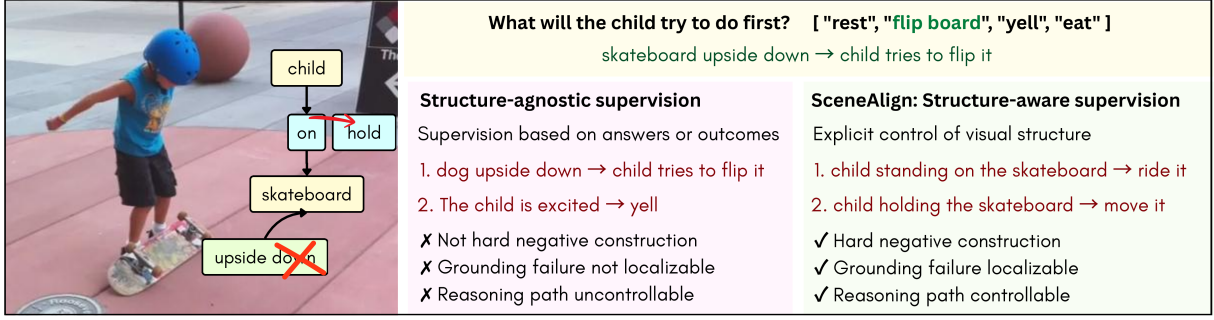 What will the child try to do first? [ "rest", "flip board", "yell", "eat" ]
skateboard upside down → child tries to flip it
child
on
hold
skateboard
upside down
The
Structure-agnostic supervision
Supervision based on answers or outcomes
1. dog upside down → child tries to flip it
2. The child is excited → yell
✗ Not hard negative construction
✗ Grounding failure not localizable
✗ Reasoning path uncontrollable
SceneAlign: Structure-aware supervision
Explicit control of visual structure
1. child standing on the skateboard → ride it
2. child holding the skateboard → move it
✓ Hard negative construction
✓ Grounding failure localizable
✓ Reasoning path controllable